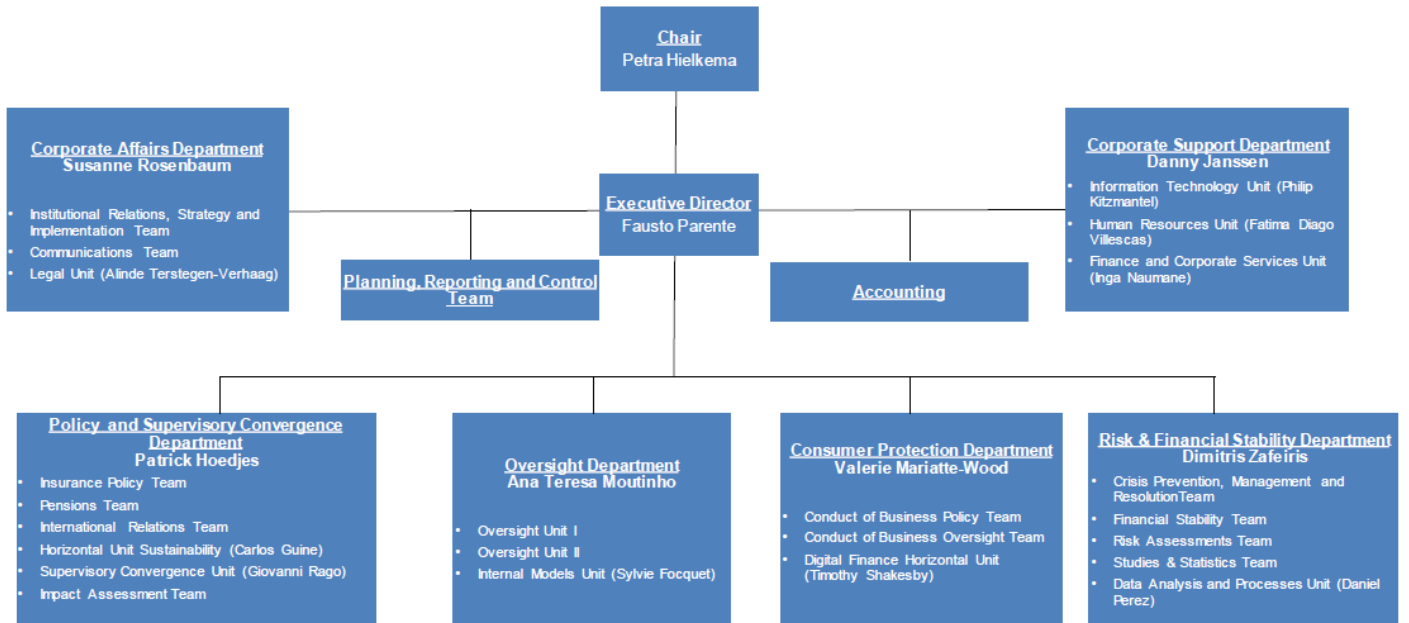 Chair
Petra Hielkema
Corporate Affairs Department
Susanne Rosenbaum
• Institutional Relations, Strategy and
Implementation Team
• Communications Team
• Legal Unit (Alinde Terstegen-Verhaag)
Executive Director
Fausto Parente
Corporate Support Department
Danny Janssen
• Information Technology Unit (Philip
Kitzmantel)
• Human Resources Unit (Fatima Diago
Villescas)
• Finance and Corporate Services Unit
(Inga Naumane)
Planning, Reporting and Control
Team
Accounting
Policy and Supervisory Convergence
Department
Patrick Hoedjes
• Insurance Policy Team
• Pensions Team
• International Relations Team
• Horizontal Unit Sustainability (Carlos Guine)
• Supervisory Convergence Unit (Giovanni Rago)
• Impact Assessment Team
Oversight Department
Ana Teresa Moutinho
• Oversight Unit I
• Oversight Unit II
• Internal Models Unit (Sylvie Focquet)
Consumer Protection Department
Valerie Mariatte-Wood
• Conduct of Business Policy Team
• Conduct of Business Oversight Team
• Digital Finance Horizontal Unit
(Timothy Shakesby)
Risk & Financial Stability Department
Dimitris Zafeiris
• Crisis Prevention, Management and
ResolutionTeam
• Financial Stability Team
• Risk Assessments Team
• Studies & Statistics Team
• Data Analysis and Processes Unit (Daniel
Perez)